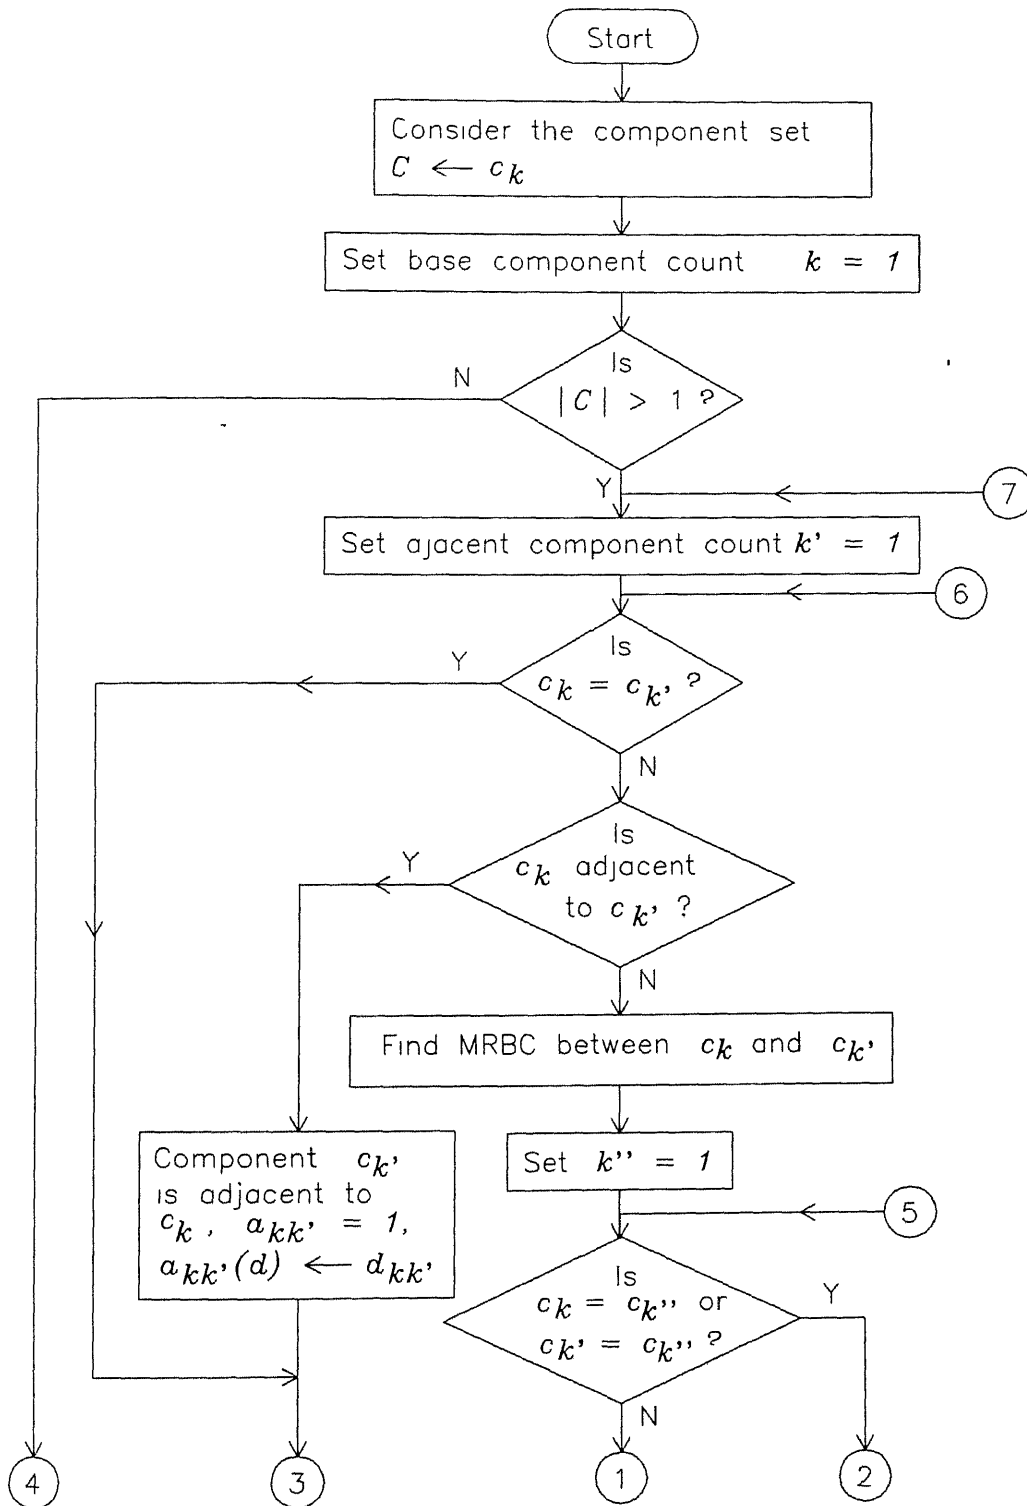 Start
Consider the component set
C ← c_k
Set base component count k = 1
Is
|C| > 1 ?
N
Y
7
Set ajacent component count k' = 1
6
Is
c_k = c_k' ?
Y
N
Is
c_k adjacent
to c_k' ?
Y
N
Find MRBC between c_k and c_k'
Component c_k'
is adjacent to
c_k , a_kk' = 1,
a_kk'(d) ← d_kk'
Set k'' = 1
5
Is
c_k = c_k'' or
c_k' = c_k'' ?
Y
N
4
3
1
2